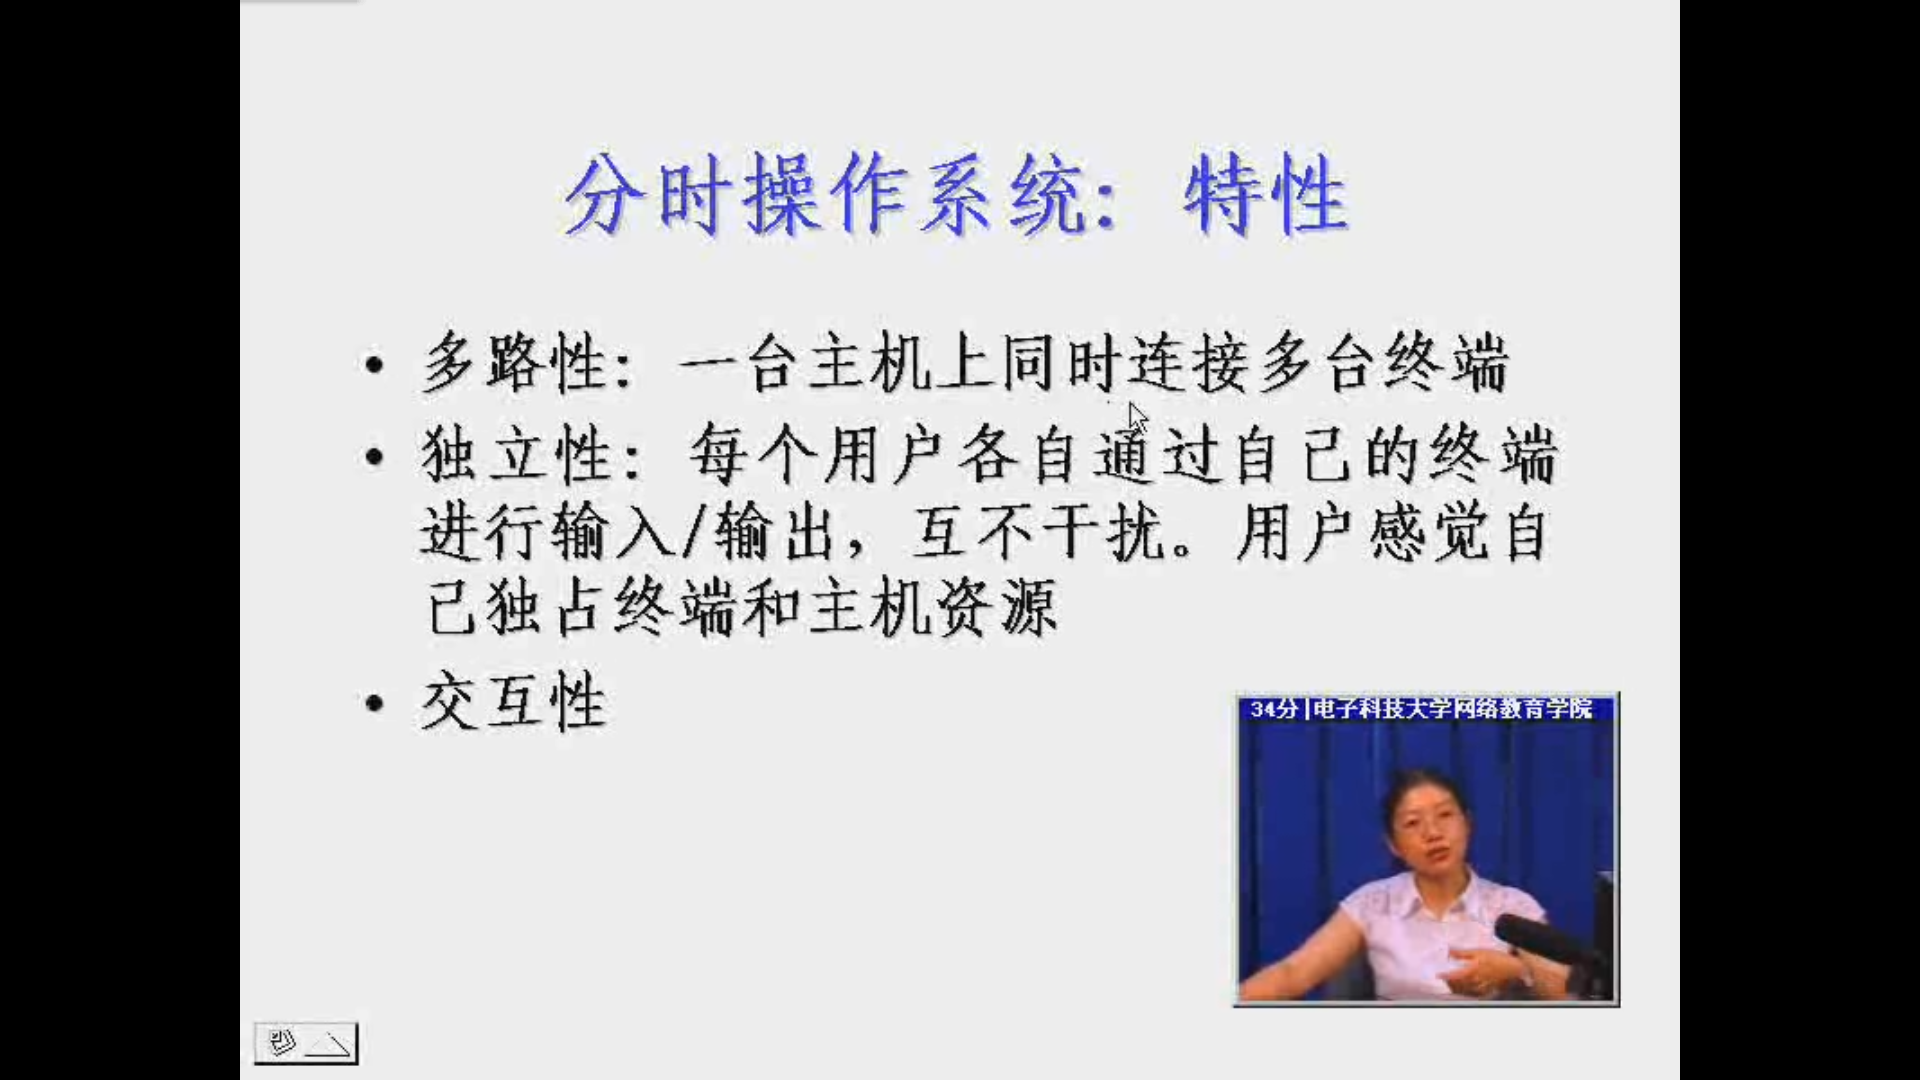 分时操作系统：特性
• 多路性：一台主机上同时连接多台终端
• 独立性：每个用户各自通过自己的终端
进行输入/输出，互不干扰。用户感觉自
己独占终端和主机资源
• 交互性
34分|电子科技大学网络教育学院